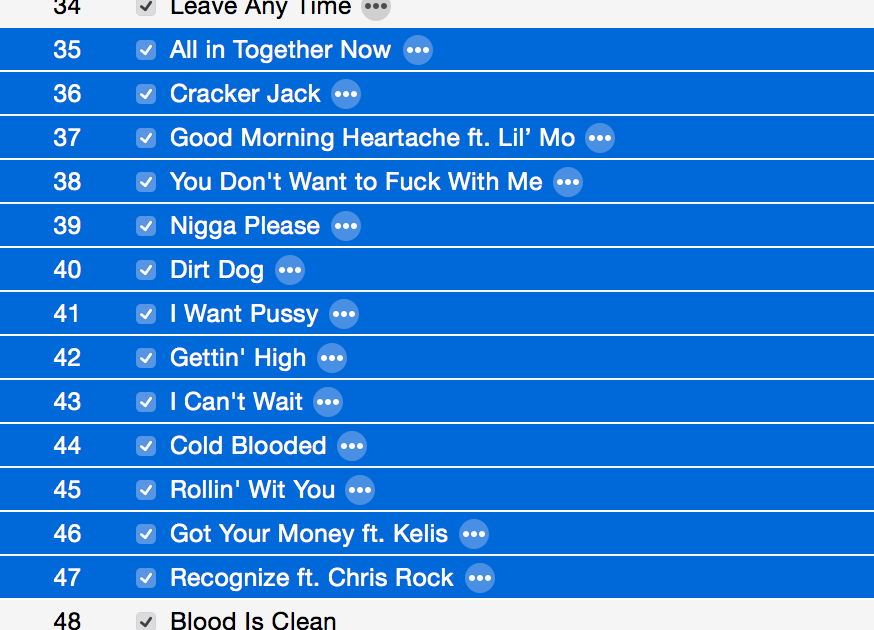 34 Leave Any Time
35 All in Together Now
36 Cracker Jack
37 Good Morning Heartache ft. Lil’ Mo
38 You Don't Want to Fuck With Me
39 Nigga Please
40 Dirt Dog
41 I Want Pussy
42 Gettin' High
43 I Can't Wait
44 Cold Blooded
45 Rollin' Wit You
46 Got Your Money ft. Kelis
47 Recognize ft. Chris Rock
48 Blood Is Clean